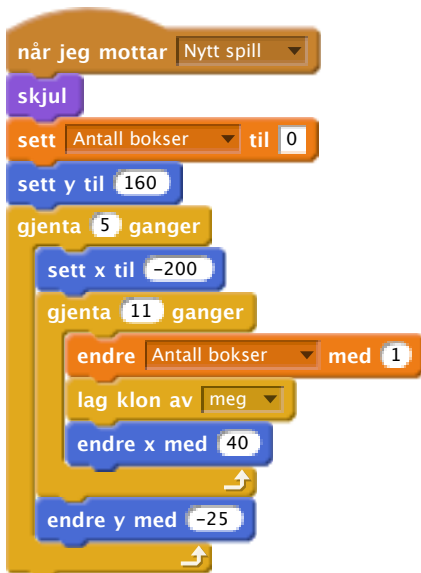 når jeg mottar Nytt spill
skjul
sett Antall bokser til 0
sett y til 160
gjenta 5 ganger
sett x til -200
gjenta 11 ganger
endre Antall bokser med 1
lag klon av meg
endre x med 40
endre y med -25